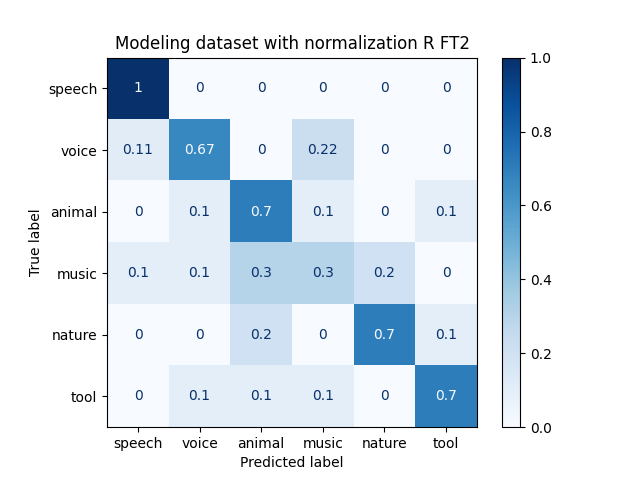 Modeling dataset with normalization R FT2
speech 1 0 0 0 0 0
voice 0.11 0.67 0 0.22 0 0
animal 0 0.1 0.7 0.1 0 0.1
music 0.1 0.1 0.3 0.3 0.2 0
nature 0 0 0.2 0 0.7 0.1
tool 0 0.1 0.1 0.1 0 0.7
speech voice animal music nature tool
Predicted label
True label
1.0
0.8
0.6
0.4
0.2
0.0